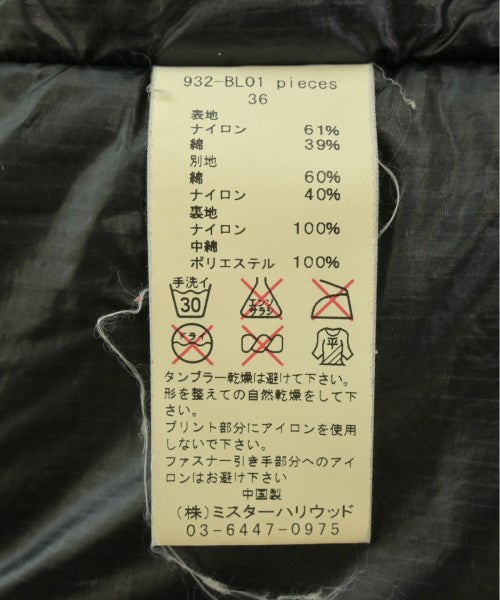 932-BL01 pieces
36
表地
ナイロン 61%
綿 39%
別地
綿 60%
ナイロン 40%
裏地
ナイロン 100%
中綿
ポリエステル 100%
手洗イ
30
エンソ
サラシ
ドライ
平
タンブラー乾燥は避けて下さい。
形を整えての自然乾燥をして下
さい。
プリント部分にアイロンを使用
しないで下さい。
ファスナー引き手部分へのアイ
ロンはお避け下さい
中国製
(株)ミスターハリウッド
03-6447-0975